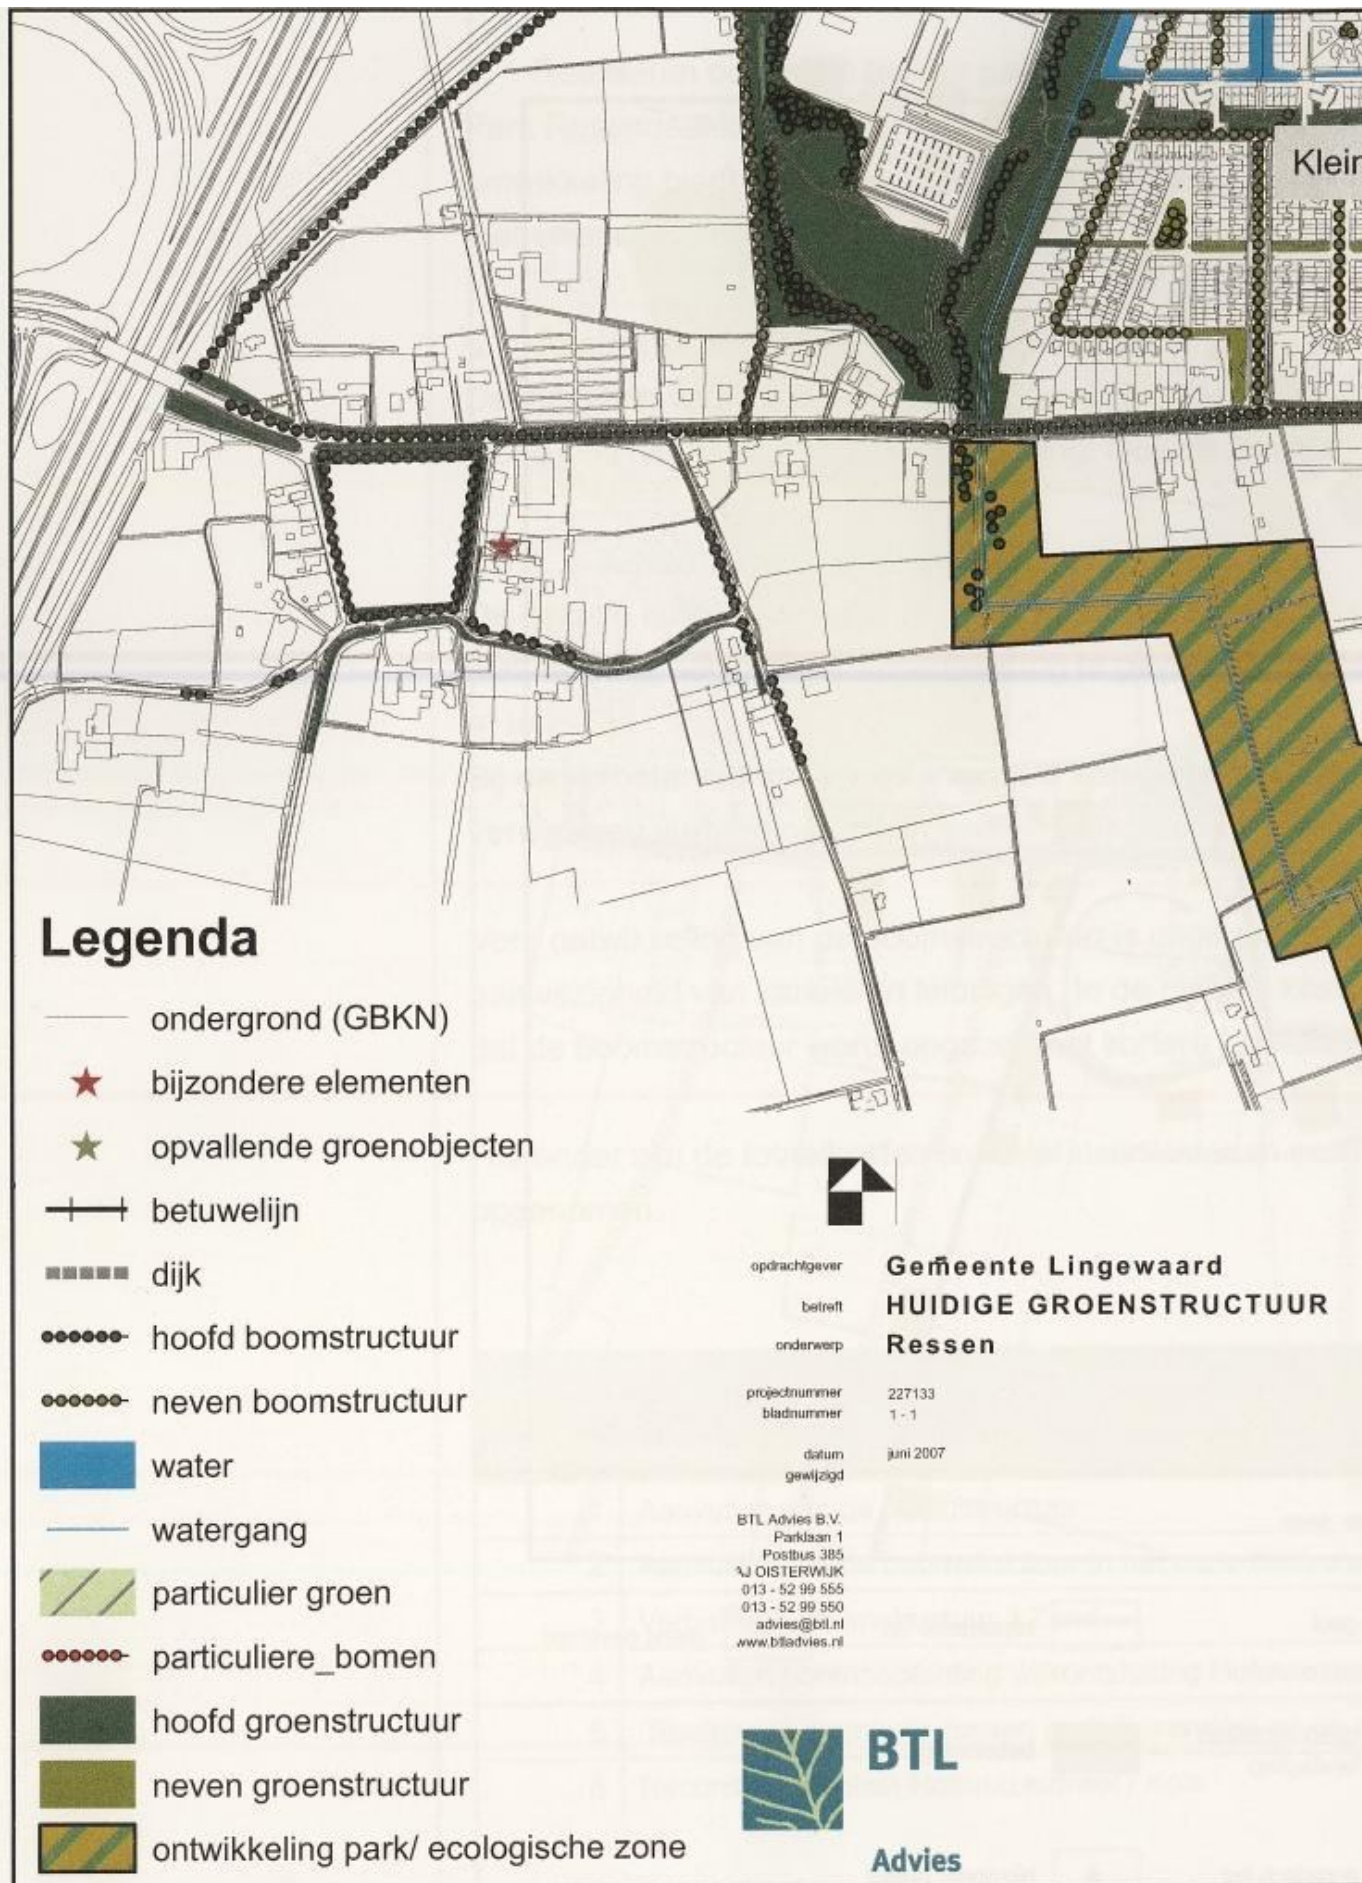 Klein
Legenda
ondergrond (GBKN)
bijzondere elementen
opvallende groenobjecten
betuwelijn
dijk
hoofd boomstructuur
neven boomstructuur
water
watergang
particulier groen
particuliere_bomen
hoofd groenstructuur
neven groenstructuur
ontwikkeling park/ ecologische zone
opdrachtgever Gemeente Lingewaard
betreft HUIDIGE GROENSTRUCTUUR
onderwerp Ressen
projectnummer 227133
bladnummer 1 - 1
datum juni 2007
gewijzigd
BTL Advies B.V.
Parklaan 1
Postbus 385
AJ OISTERWIJK
013 - 52 99 555
013 - 52 99 550
advies@btl.nl
www.btladvies.nl
BTL
Advies